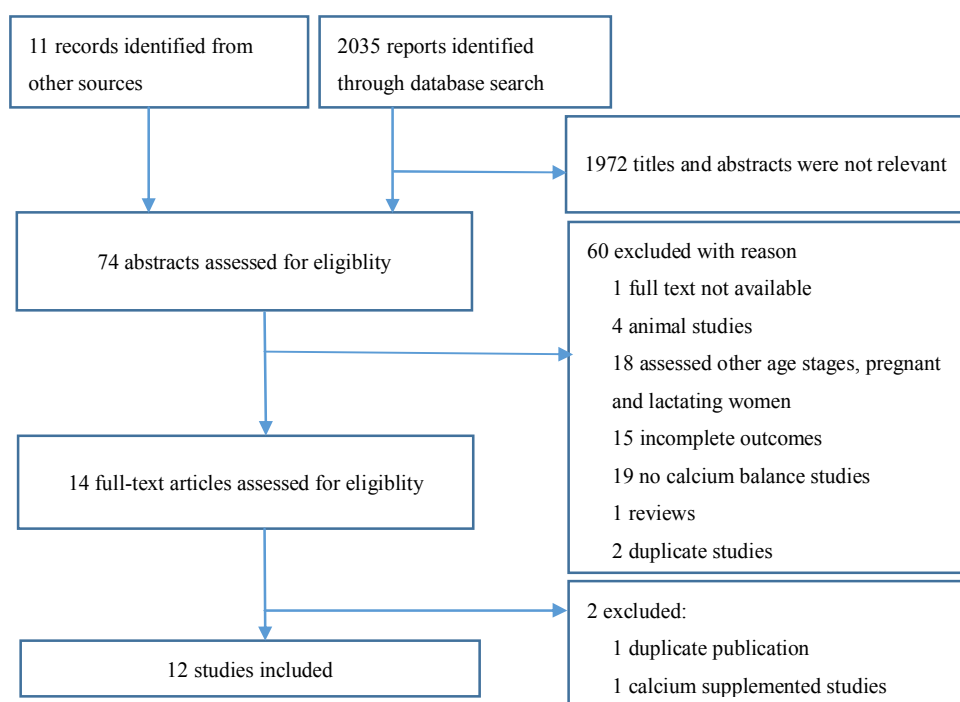 11 records identified from
other sources
2035 reports identified
through database search
1972 titles and abstracts were not relevant
74 abstracts assessed for eligiblity
60 excluded with reason
1 full text not available
4 animal studies
18 assessed other age stages, pregnant
and lactating women
15 incomplete outcomes
19 no calcium balance studies
1 reviews
2 duplicate studies
14 full-text articles assessed for eligiblity
2 excluded:
1 duplicate publication
1 calcium supplemented studies
12 studies included